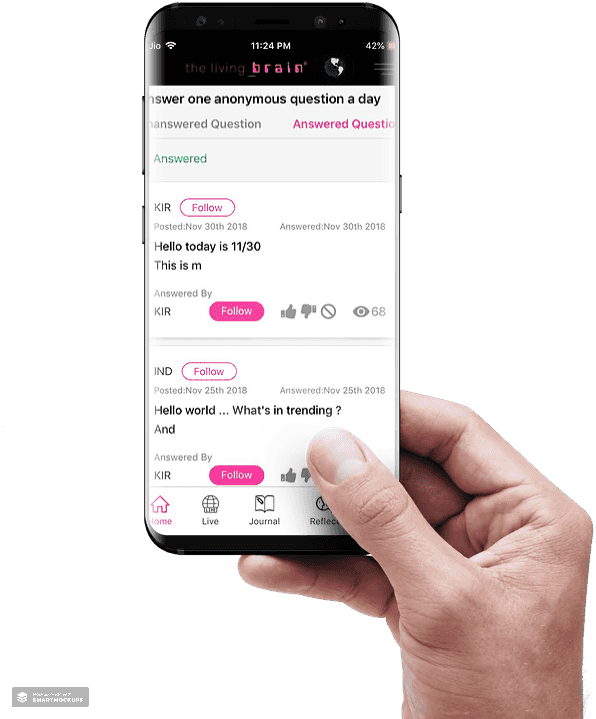 Jio 11:24 PM 42%
the living_brain®
nswer one anonymous question a day
nanswered Question Answered Questio
Answered
KIR Follow
Posted:Nov 30th 2018 Answered:Nov 30th 2018
Hello today is 11/30
This is m
Answered By
KIR Follow 68
IND Follow
Posted:Nov 25th 2018 Answered:Nov 25th 2018
Hello world ... What's in trending ?
And
Answered By
KIR Follow
ome Live Journal Reflec
SMARTMOCKUPS